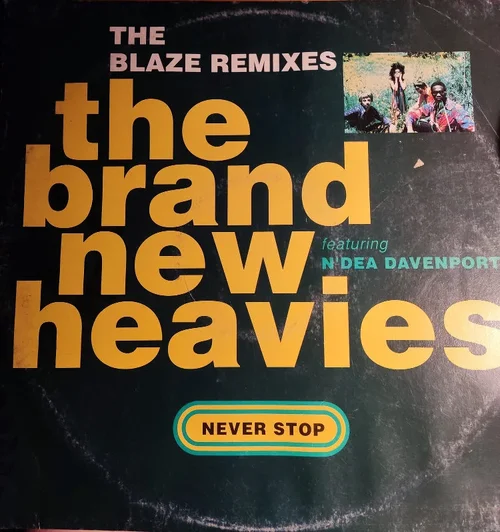 THE
BLAZE REMIXES
the
brand
new
heavies
featuring
N'DEA DAVENPORT
NEVER STOP